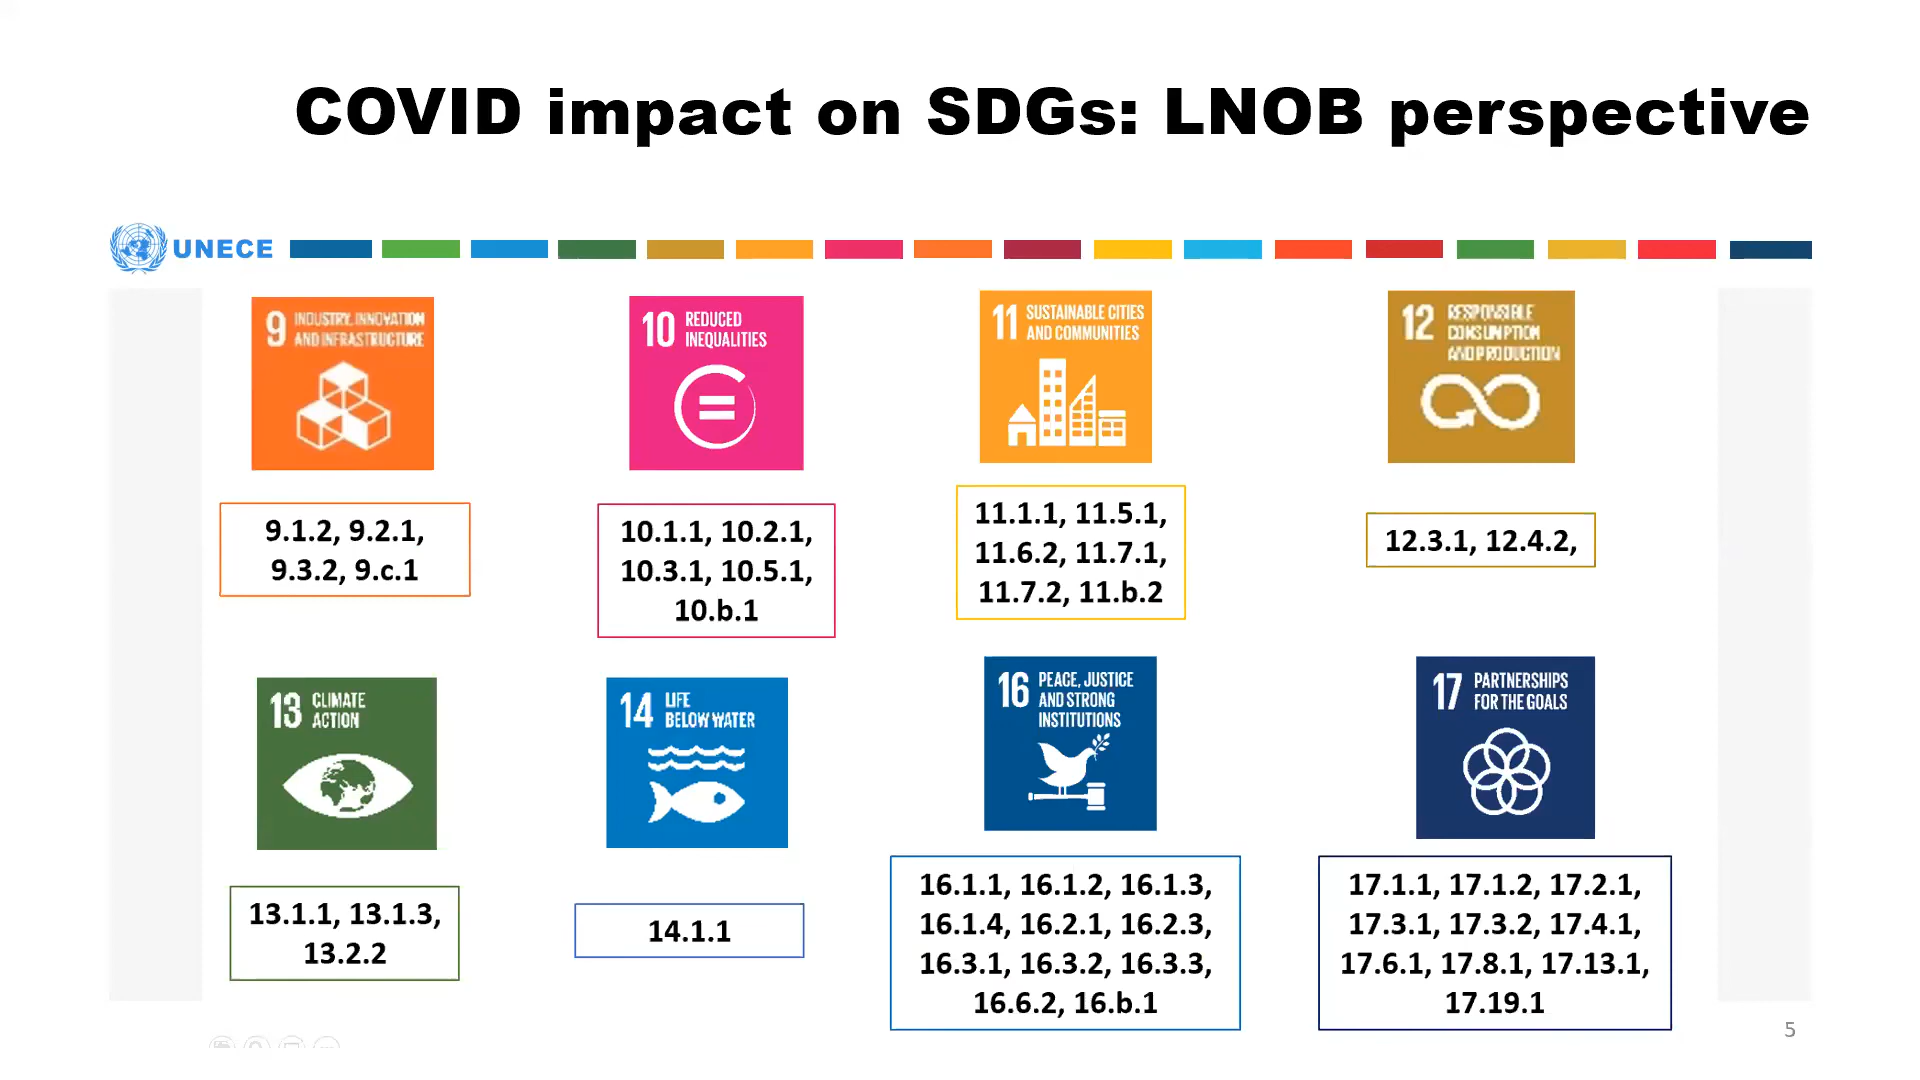 COVID impact on SDGs: LNOB perspective
UNECE
9 INDUSTRY, INNOVATION
AND INFRASTRUCTURE
9.1.2, 9.2.1,
9.3.2, 9.c.1
10 REDUCED
INEQUALITIES
10.1.1, 10.2.1,
10.3.1, 10.5.1,
10.b.1
11 SUSTAINABLE CITIES
AND COMMUNITIES
11.1.1, 11.5.1,
11.6.2, 11.7.1,
11.7.2, 11.b.2
12 RESPONSIBLE
CONSUMPTION
AND PRODUCTION
12.3.1, 12.4.2,
13 CLIMATE
ACTION
13.1.1, 13.1.3,
13.2.2
14 LIFE
BELOW WATER
14.1.1
16 PEACE, JUSTICE
AND STRONG
INSTITUTIONS
16.1.1, 16.1.2, 16.1.3,
16.1.4, 16.2.1, 16.2.3,
16.3.1, 16.3.2, 16.3.3,
16.6.2, 16.b.1
17 PARTNERSHIPS
FOR THE GOALS
17.1.1, 17.1.2, 17.2.1,
17.3.1, 17.3.2, 17.4.1,
17.6.1, 17.8.1, 17.13.1,
17.19.1
5